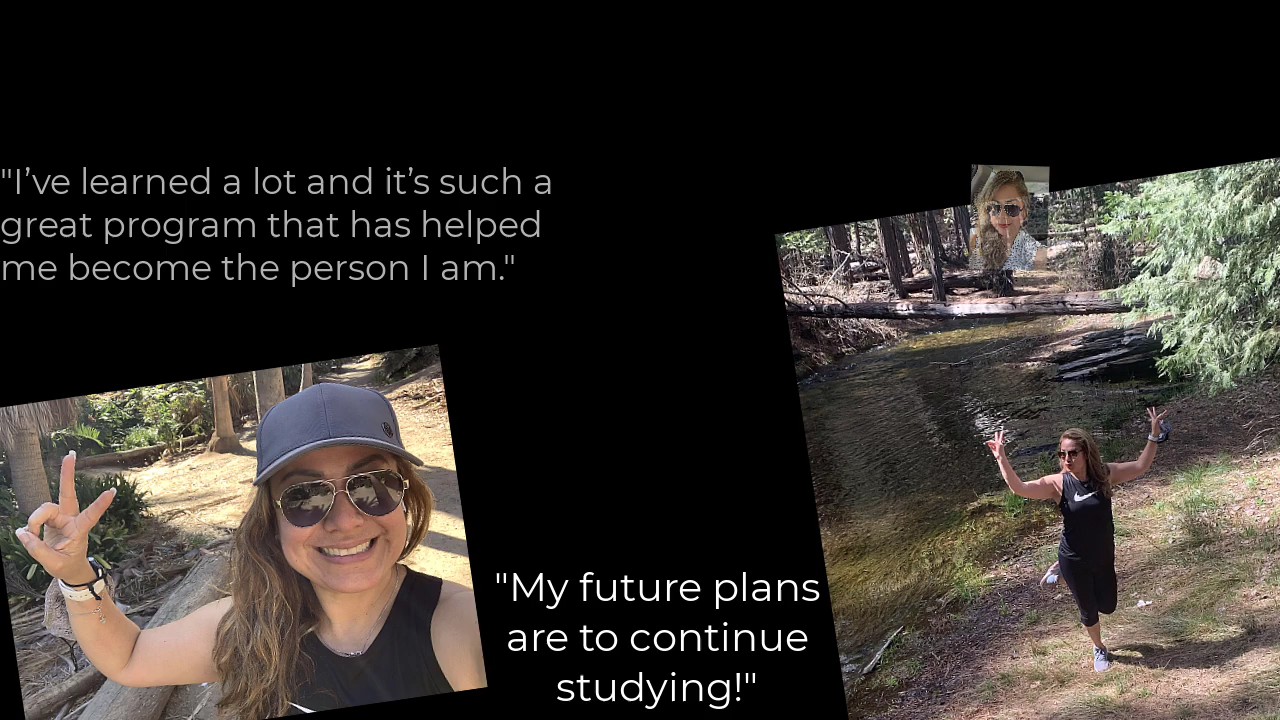 "I’ve learned a lot and it’s such a
great program that has helped
me become the person I am."
"My future plans
are to continue
studying!"